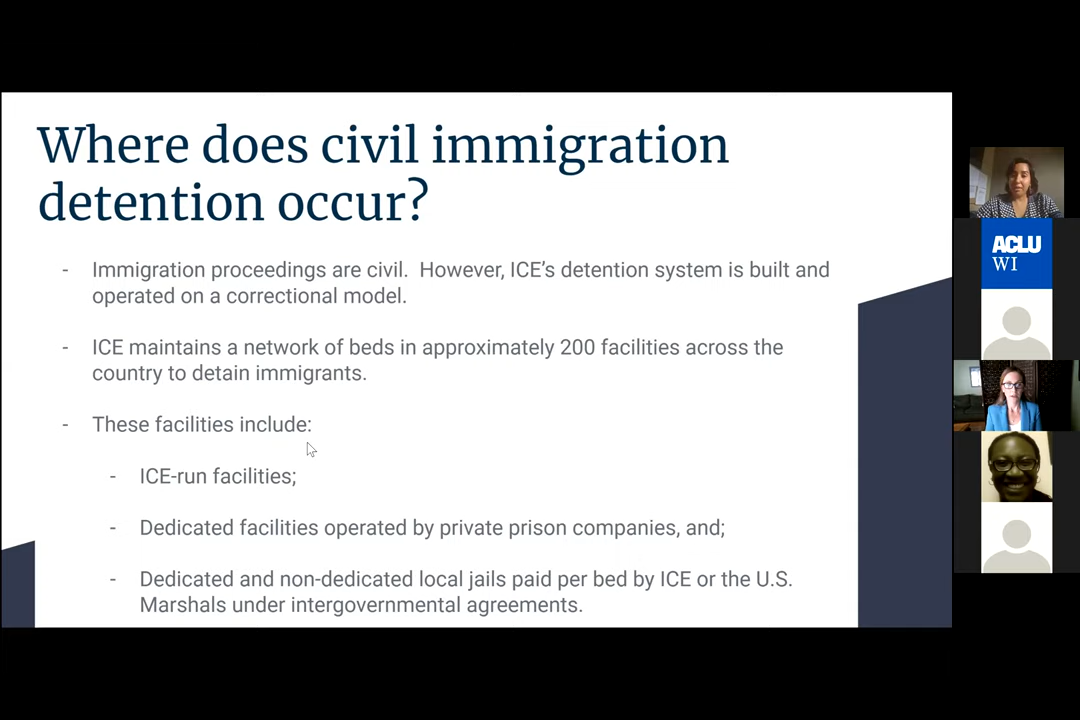 Where does civil immigration
detention occur?
- Immigration proceedings are civil.  However, ICE's detention system is built and
operated on a correctional model.
- ICE maintains a network of beds in approximately 200 facilities across the
country to detain immigrants.
- These facilities include:
- ICE-run facilities;
- Dedicated facilities operated by private prison companies, and;
- Dedicated and non-dedicated local jails paid per bed by ICE or the U.S.
Marshals under intergovernmental agreements.
ACLU
WI